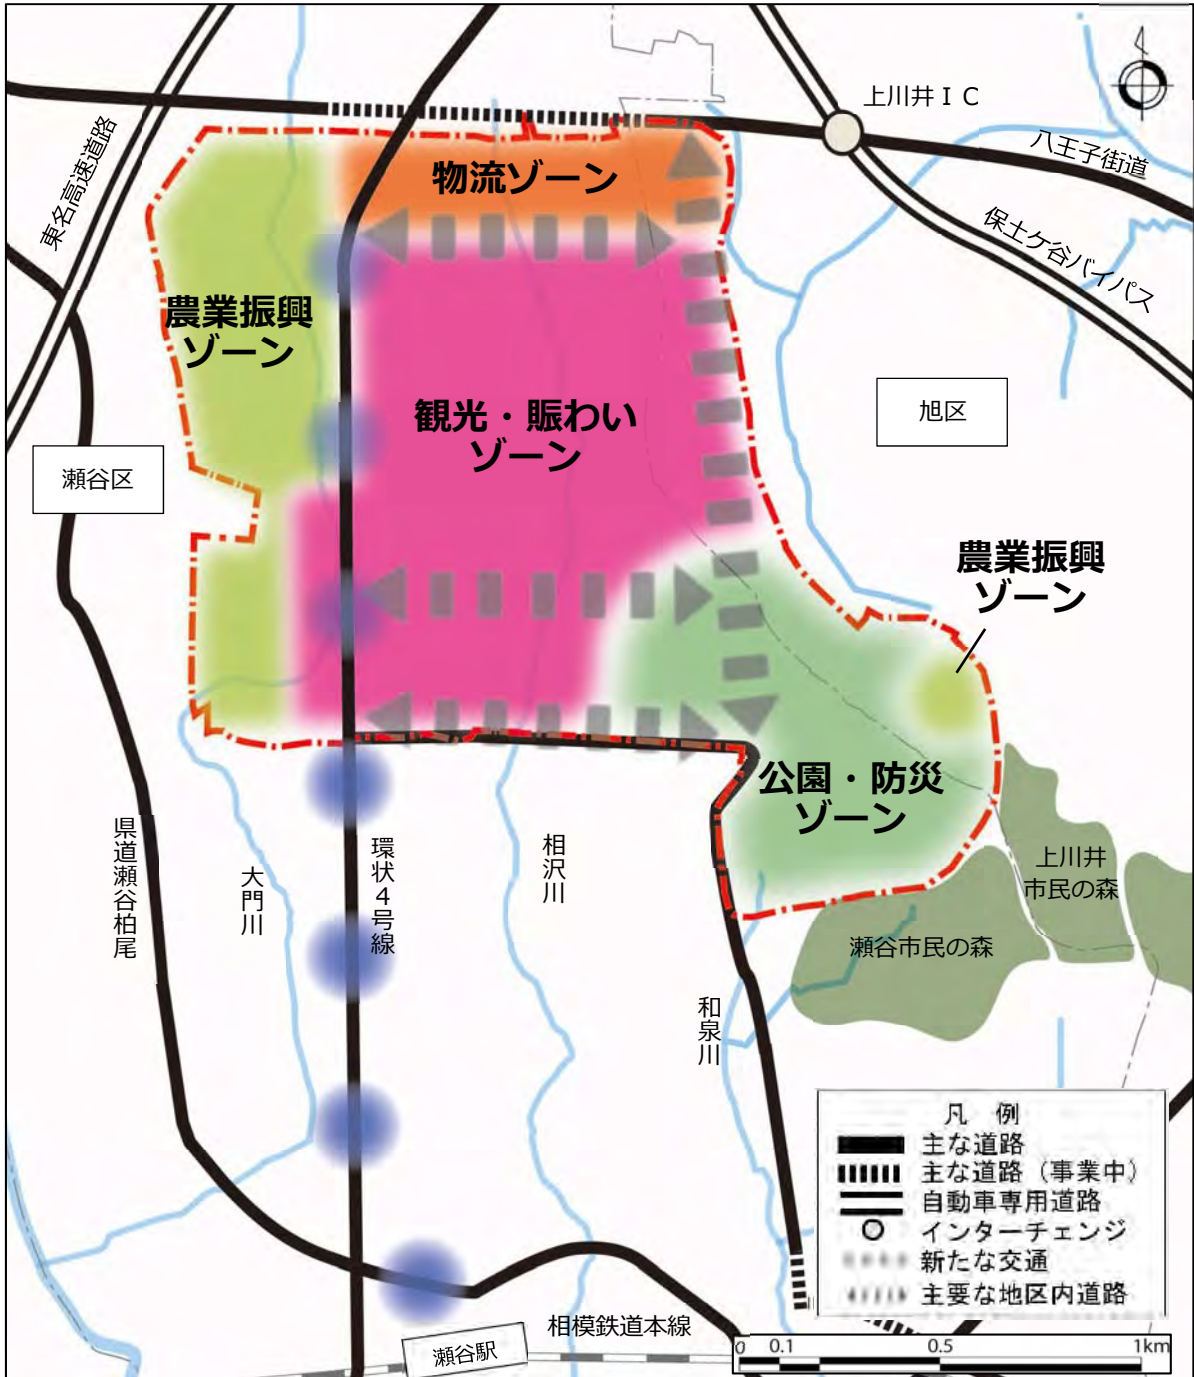 上川井ＩＣ
八王子街道
東名高速道路
物流ゾーン
保土ケ谷バイパス
農業振興
ゾーン
観光・賑わい
ゾーン
旭区
瀬谷区
農業振興
ゾーン
公園・防災
ゾーン
県道瀬谷柏尾
大門川
環状４号線
相沢川
上川井
市民の森
瀬谷市民の森
和泉川
凡　例
主な道路
主な道路（事業中）
自動車専用道路
インターチェンジ
新たな交通
主要な地区内道路
相模鉄道本線
瀬谷駅
0 0.1 0.5 1km